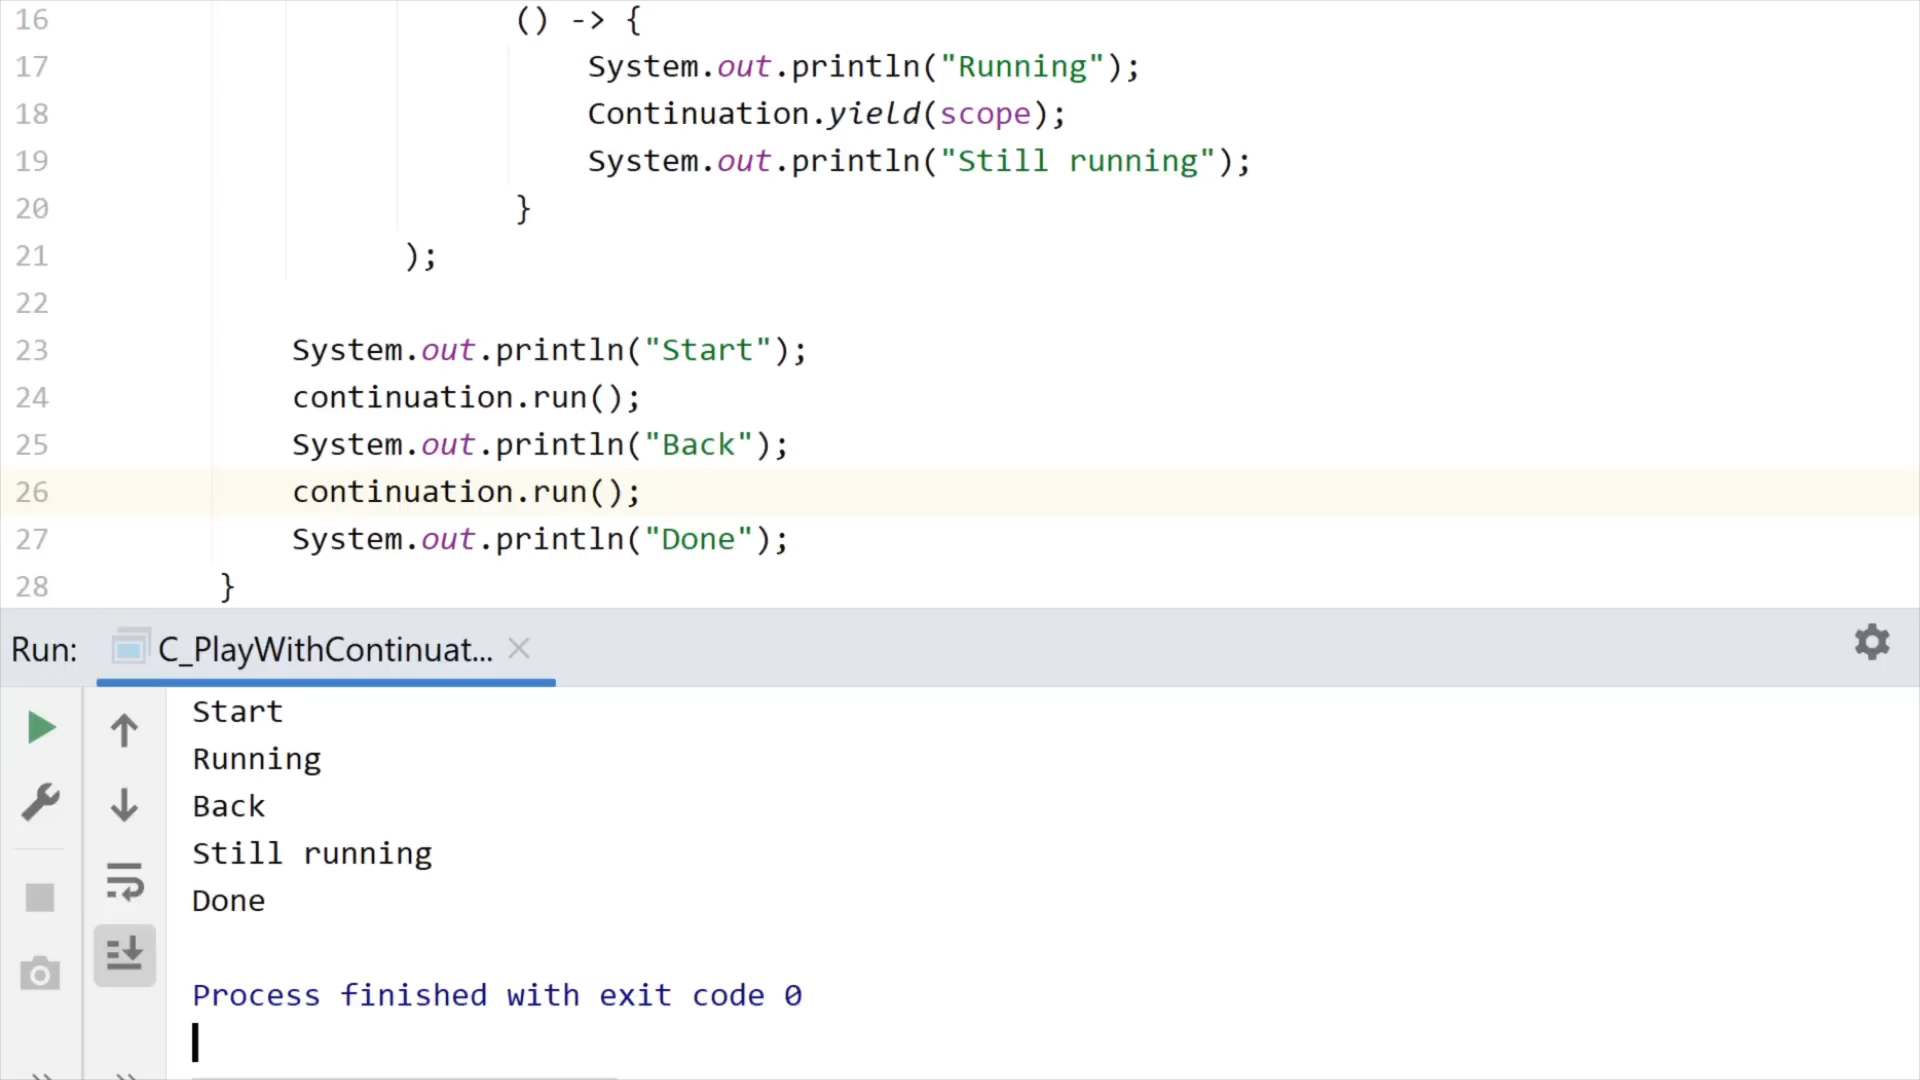 16 () -> {
17 System.out.println("Running");
18 Continuation.yield(scope);
19 System.out.println("Still running");
20 }
21 );
22
23 System.out.println("Start");
24 continuation.run();
25 System.out.println("Back");
26 continuation.run();
27 System.out.println("Done");
28 }
Run: C_PlayWithContinuat...
Start
Running
Back
Still running
Done
Process finished with exit code 0